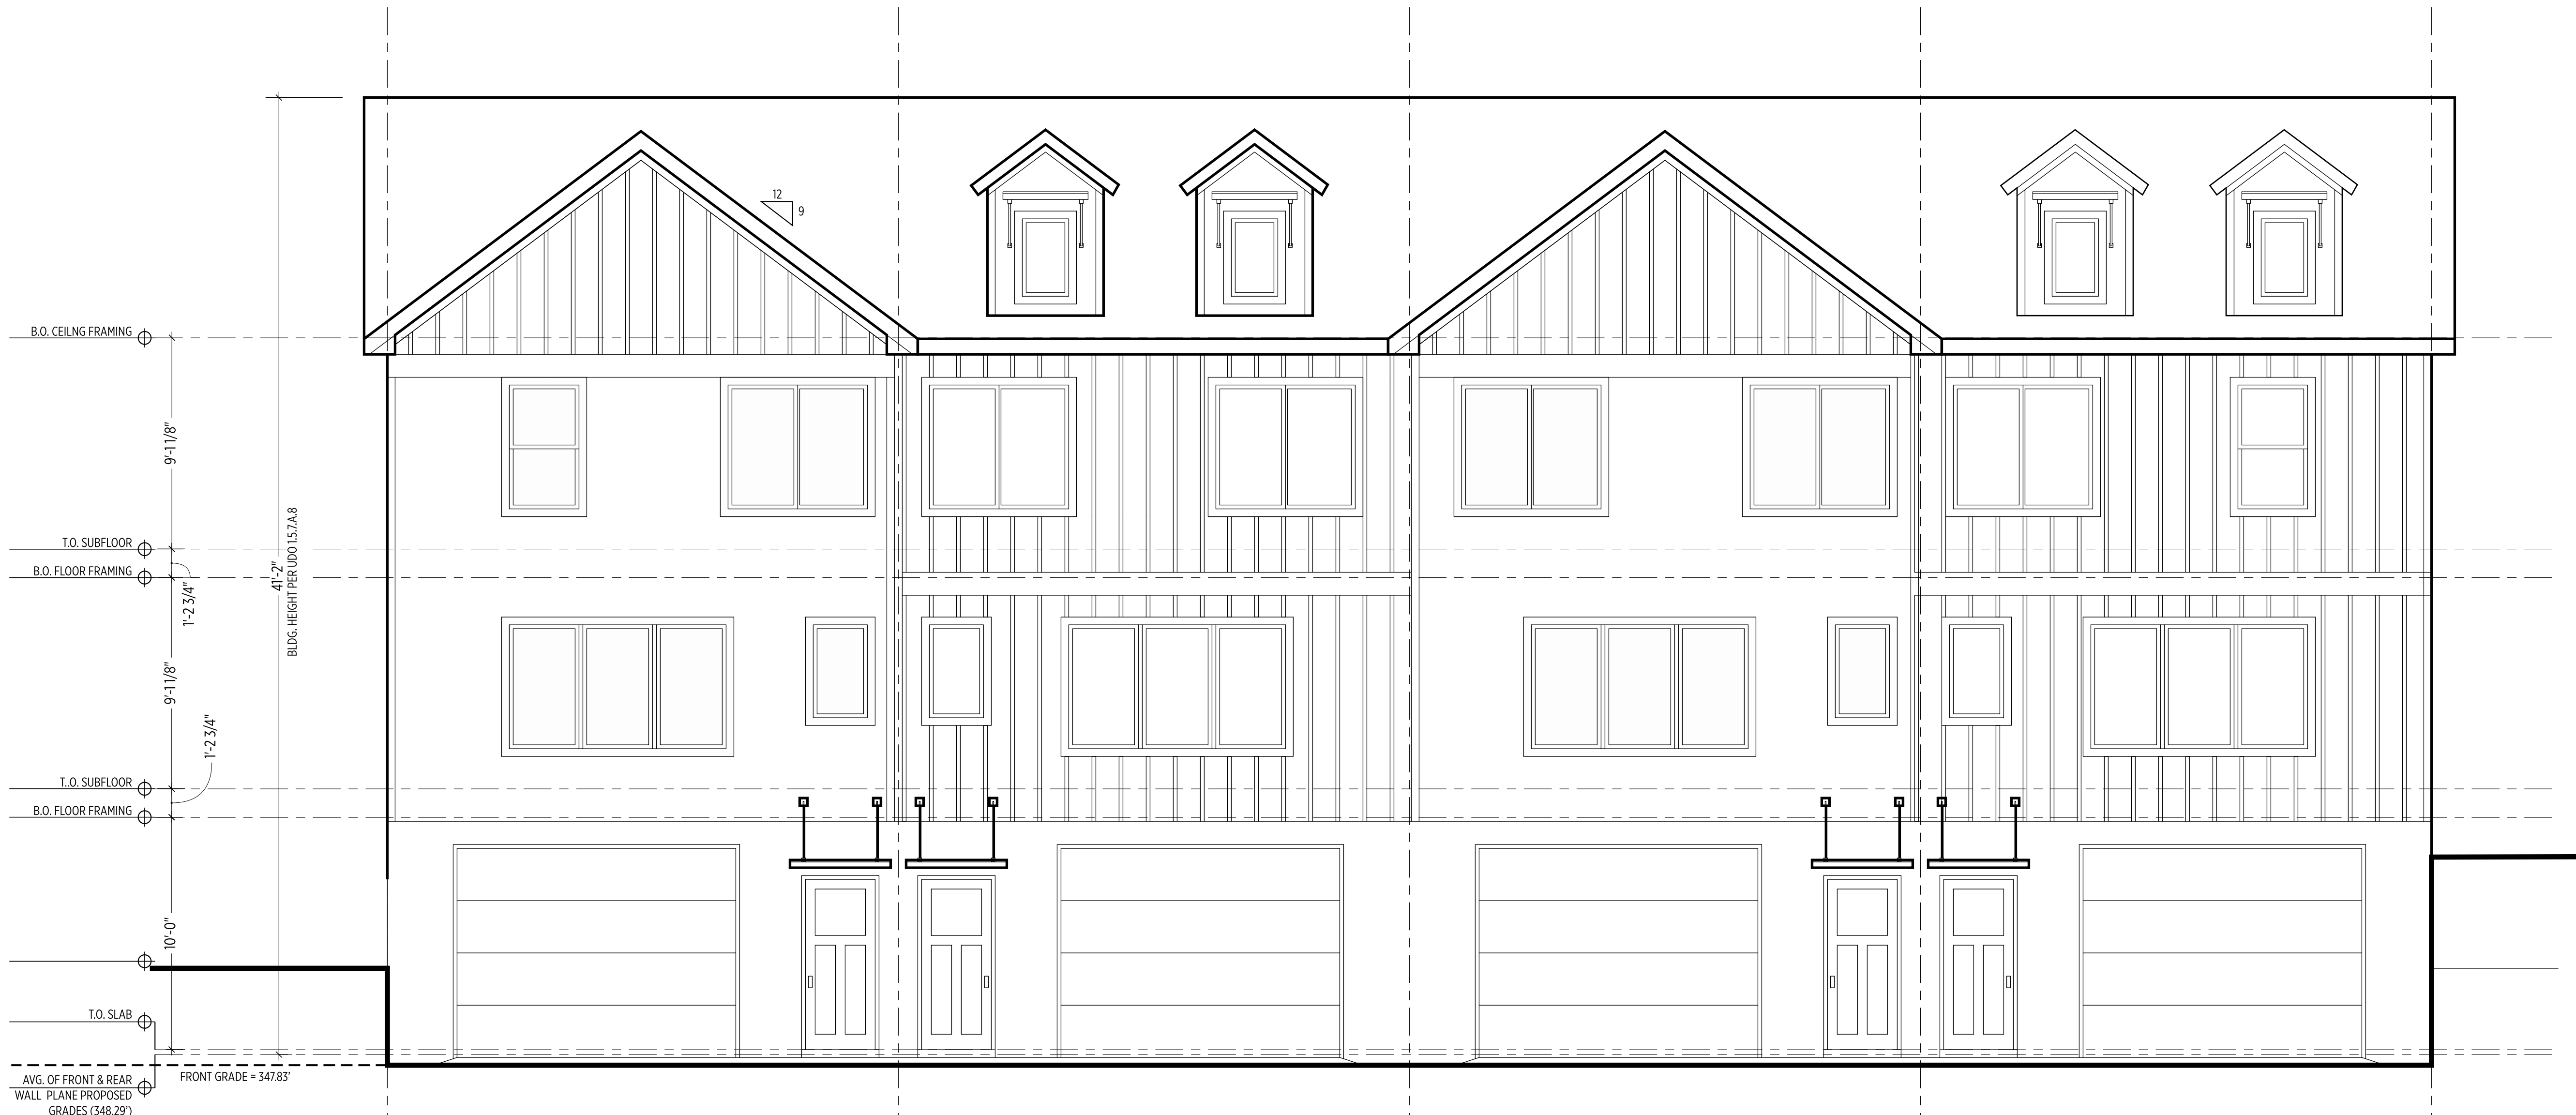 12
9
B.O. CEILNG FRAMING
9'-1 1/8"
T.O. SUBFLOOR
B.O. FLOOR FRAMING
1'-2 3/4"
41'-2"
BLDG. HEIGHT PER UDO 1.5.7.A.8
9'-1 1/8"
1'-2 3/4"
T..O. SUBFLOOR
B.O. FLOOR FRAMING
10'-0"
T.O. SLAB
FRONT GRADE = 347.83'
AVG. OF FRONT & REAR
WALL PLANE PROPOSED
GRADES (348.29')